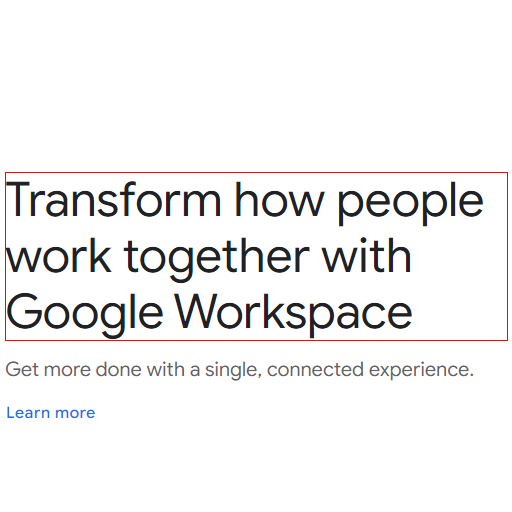 Transform how people
work together with
Google Workspace
Get more done with a single, connected experience.
Learn more